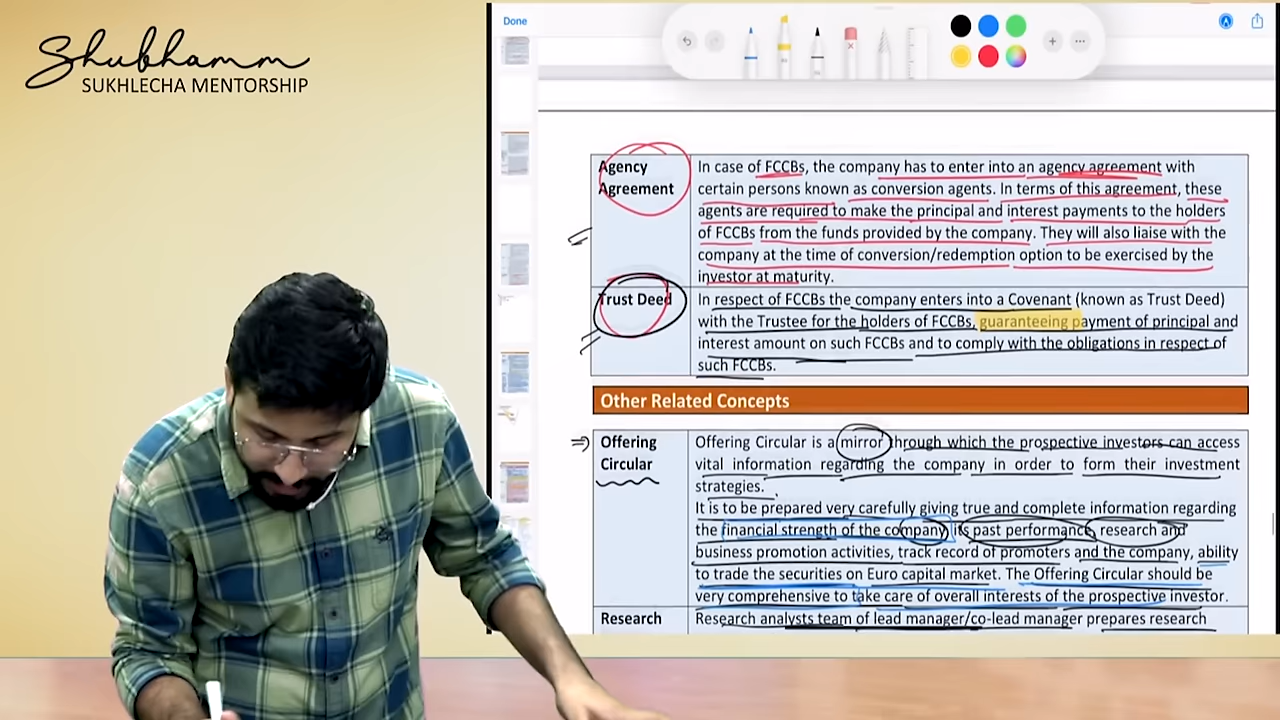 Shubhamm
SUKHLECHA MENTORSHIP
Done
Agency
Agreement
In case of FCCBs, the company has to enter into an agency agreement with
certain persons known as conversion agents. In terms of this agreement, these
agents are required to make the principal and interest payments to the holders
of FCCBs from the funds provided by the company. They will also liaise with the
company at the time of conversion/redemption option to be exercised by the
investor at maturity.
Trust Deed
In respect of FCCBs the company enters into a Covenant (known as Trust Deed)
with the Trustee for the holders of FCCBs, guaranteeing payment of principal and
interest amount on such FCCBs and to comply with the obligations in respect of
such FCCBs.
Other Related Concepts
Offering
Circular
Offering Circular is a mirror through which the prospective investors can access
vital information regarding the company in order to form their investment
strategies.
It is to be prepared very carefully giving true and complete information regarding
the financial strength of the company, past performance, research and
business promotion activities, track record of promoters and the company, ability
to trade the securities on Euro capital market. The Offering Circular should be
very comprehensive to take care of overall interests of the prospective investor.
Research
Research analysts team of lead manager/co-lead manager prepares research